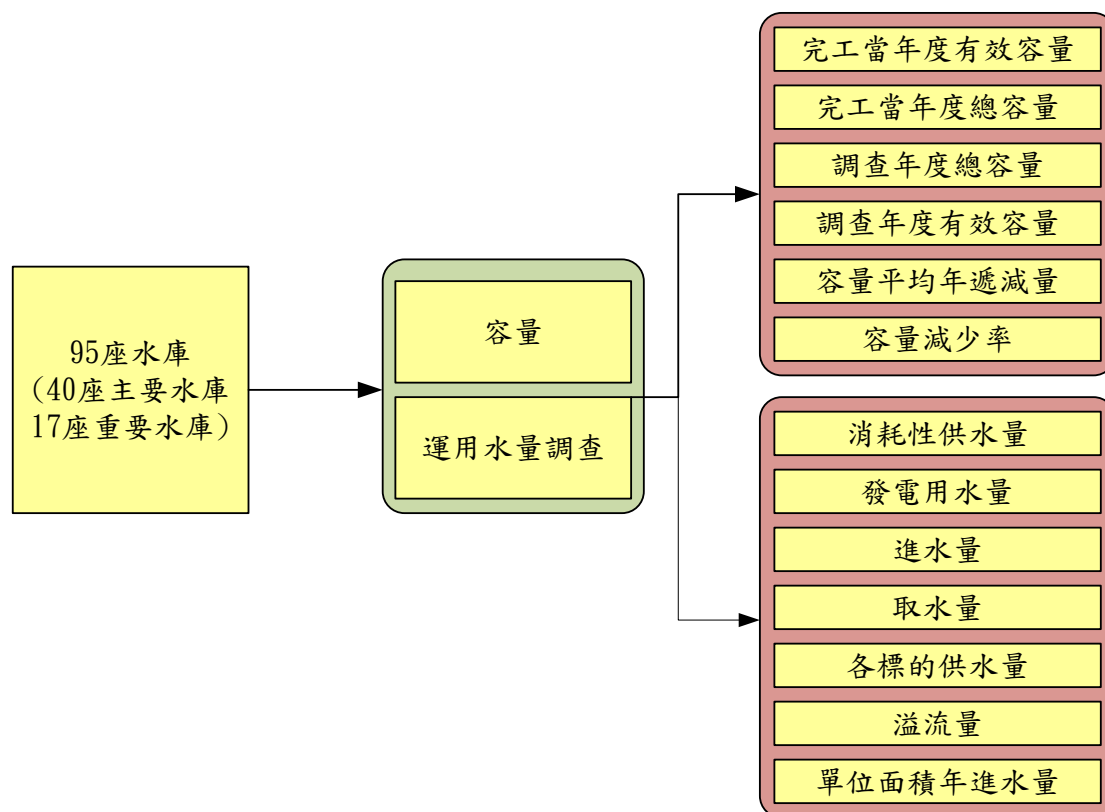 95座水庫
(40座主要水庫
17座重要水庫)
容量
運用水量調查
完工當年度有效容量
完工當年度總容量
調查年度總容量
調查年度有效容量
容量平均年遞減量
容量減少率
消耗性供水量
發電用水量
進水量
取水量
各標的供水量
溢流量
單位面積年進水量